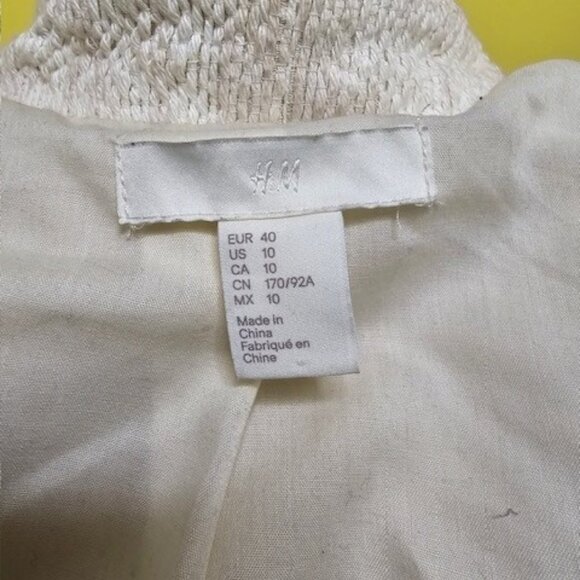 H&M
EUR 40
US 10
CA 10
CN 170/92A
MX 10
Made in
China
Fabriqué en
Chine